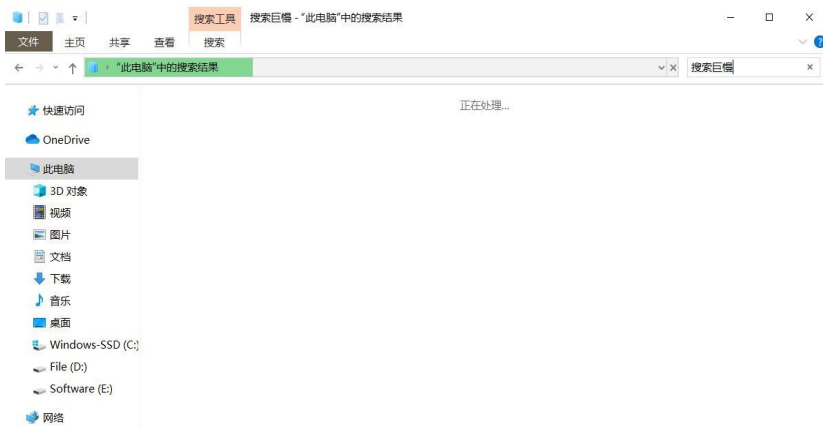 搜索工具 搜索巨慢 - “此电脑”中的搜索结果
文件 主页 共享 查看 搜索
“此电脑”中的搜索结果 搜索巨慢
正在处理...
快速访问
OneDrive
此电脑
3D 对象
视频
图片
文档
下载
音乐
桌面
Windows-SSD (C:)
File (D:)
Software (E:)
网络